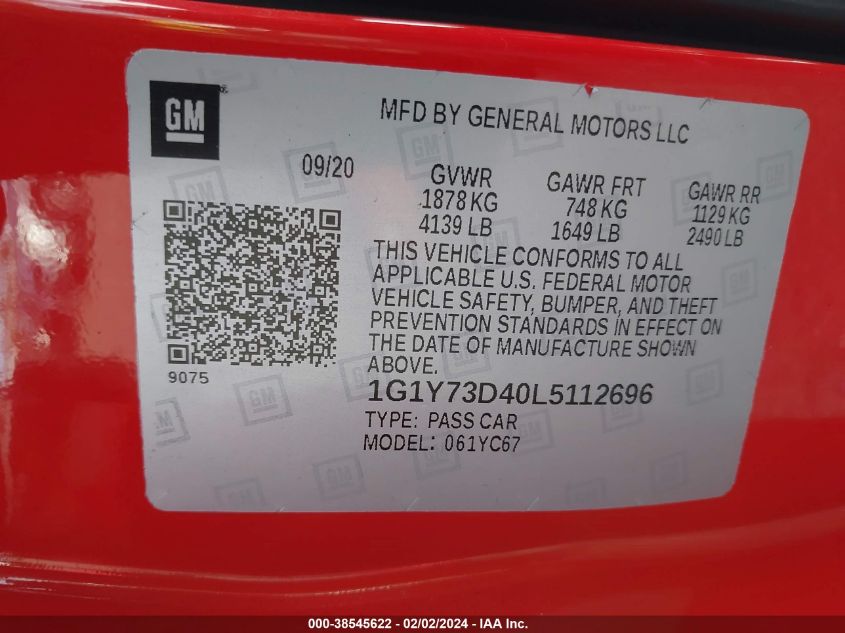 GM
MFD BY GENERAL MOTORS LLC
09/20
GVWR
1878 KG
4139 LB
GAWR FRT
748 KG
1649 LB
GAWR RR
1129 KG
2490 LB
THIS VEHICLE CONFORMS TO ALL
APPLICABLE U.S. FEDERAL MOTOR
VEHICLE SAFETY, BUMPER, AND THEFT
PREVENTION STANDARDS IN EFFECT ON
THE DATE OF MANUFACTURE SHOWN
ABOVE.
9075
1G1Y73D40L5112696
TYPE: PASS CAR
MODEL: 061YC67
000-38545622 - 02/02/2024 - IAA Inc.